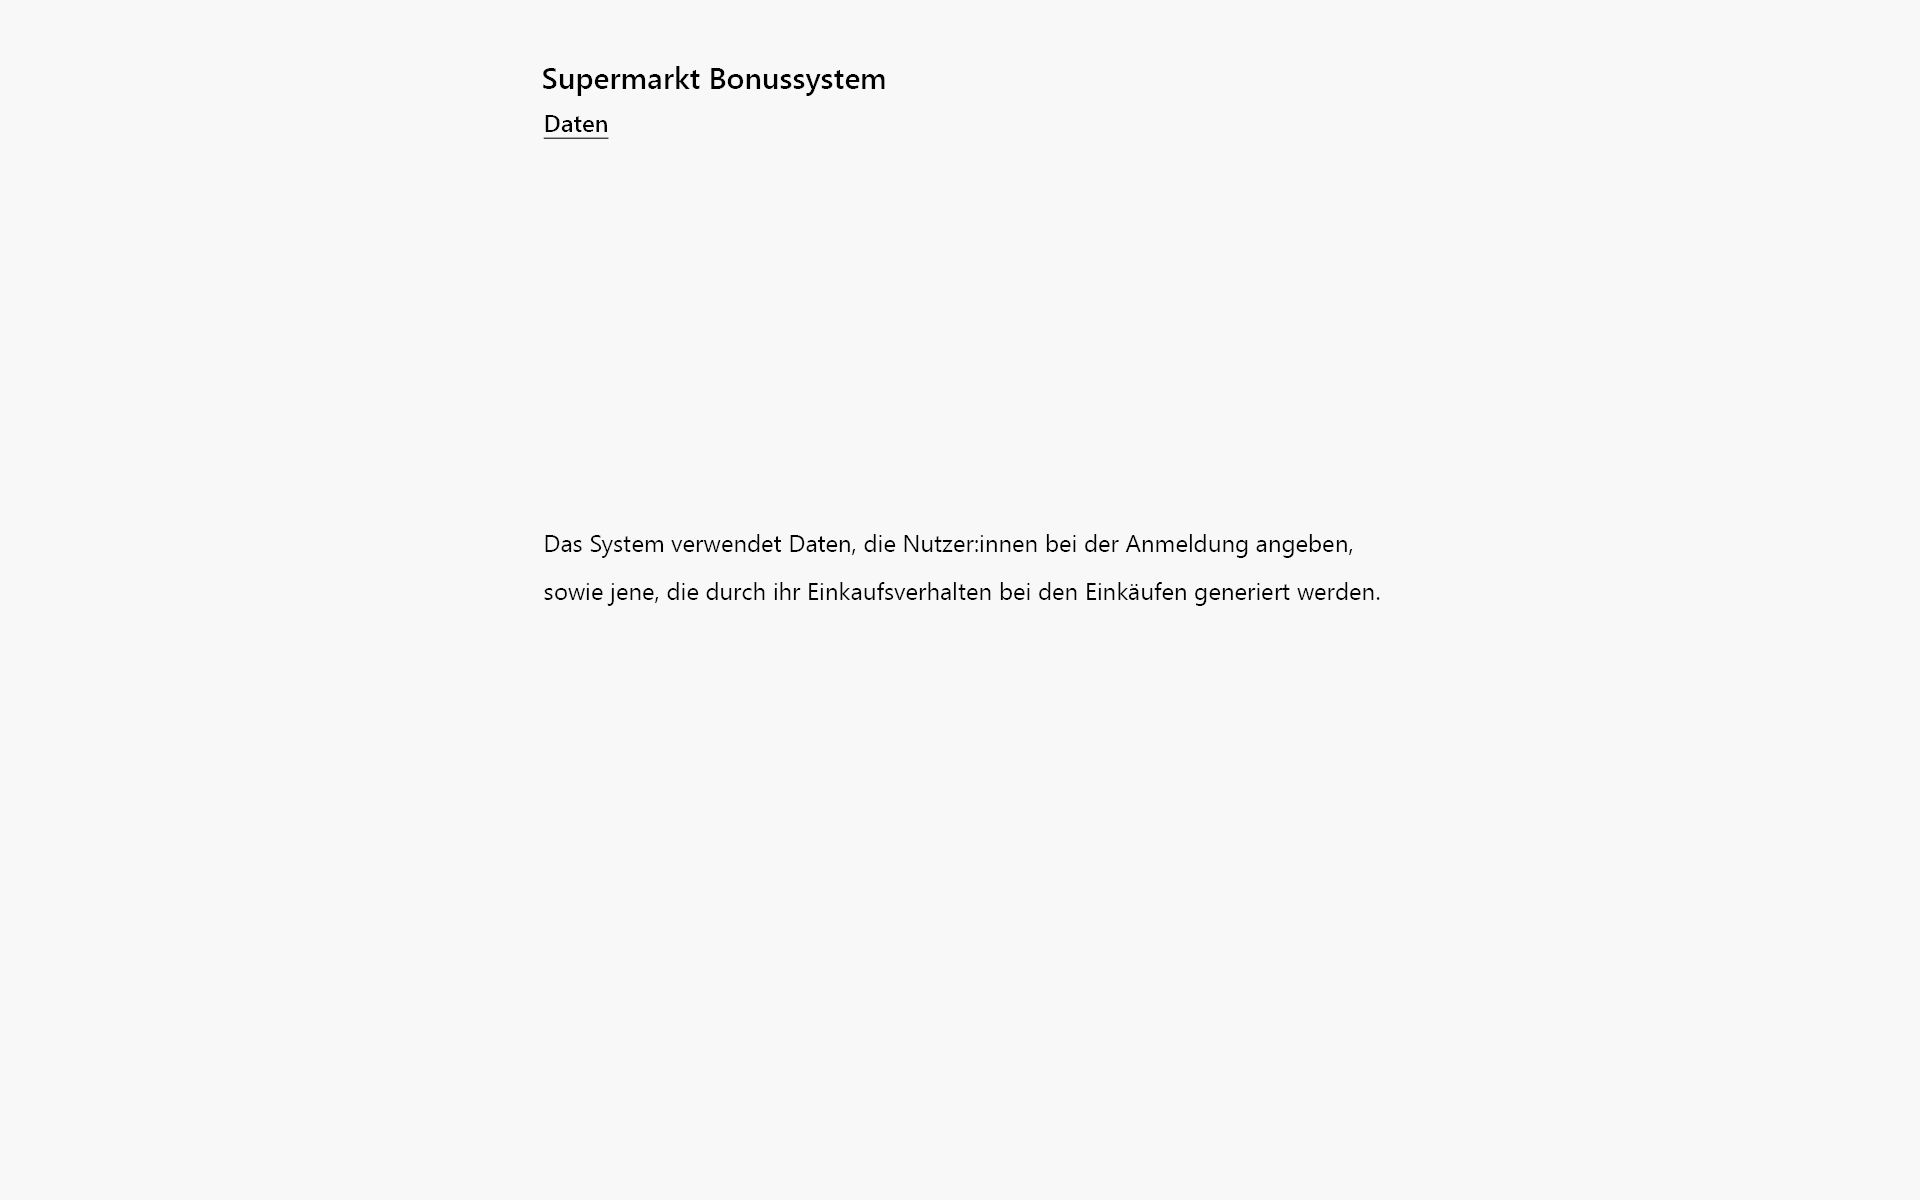 Supermarkt Bonussystem
Daten
Das System verwendet Daten, die Nutzer:innen bei der Anmeldung angeben,
sowie jene, die durch ihr Einkaufsverhalten bei den Einkäufen generiert werden.